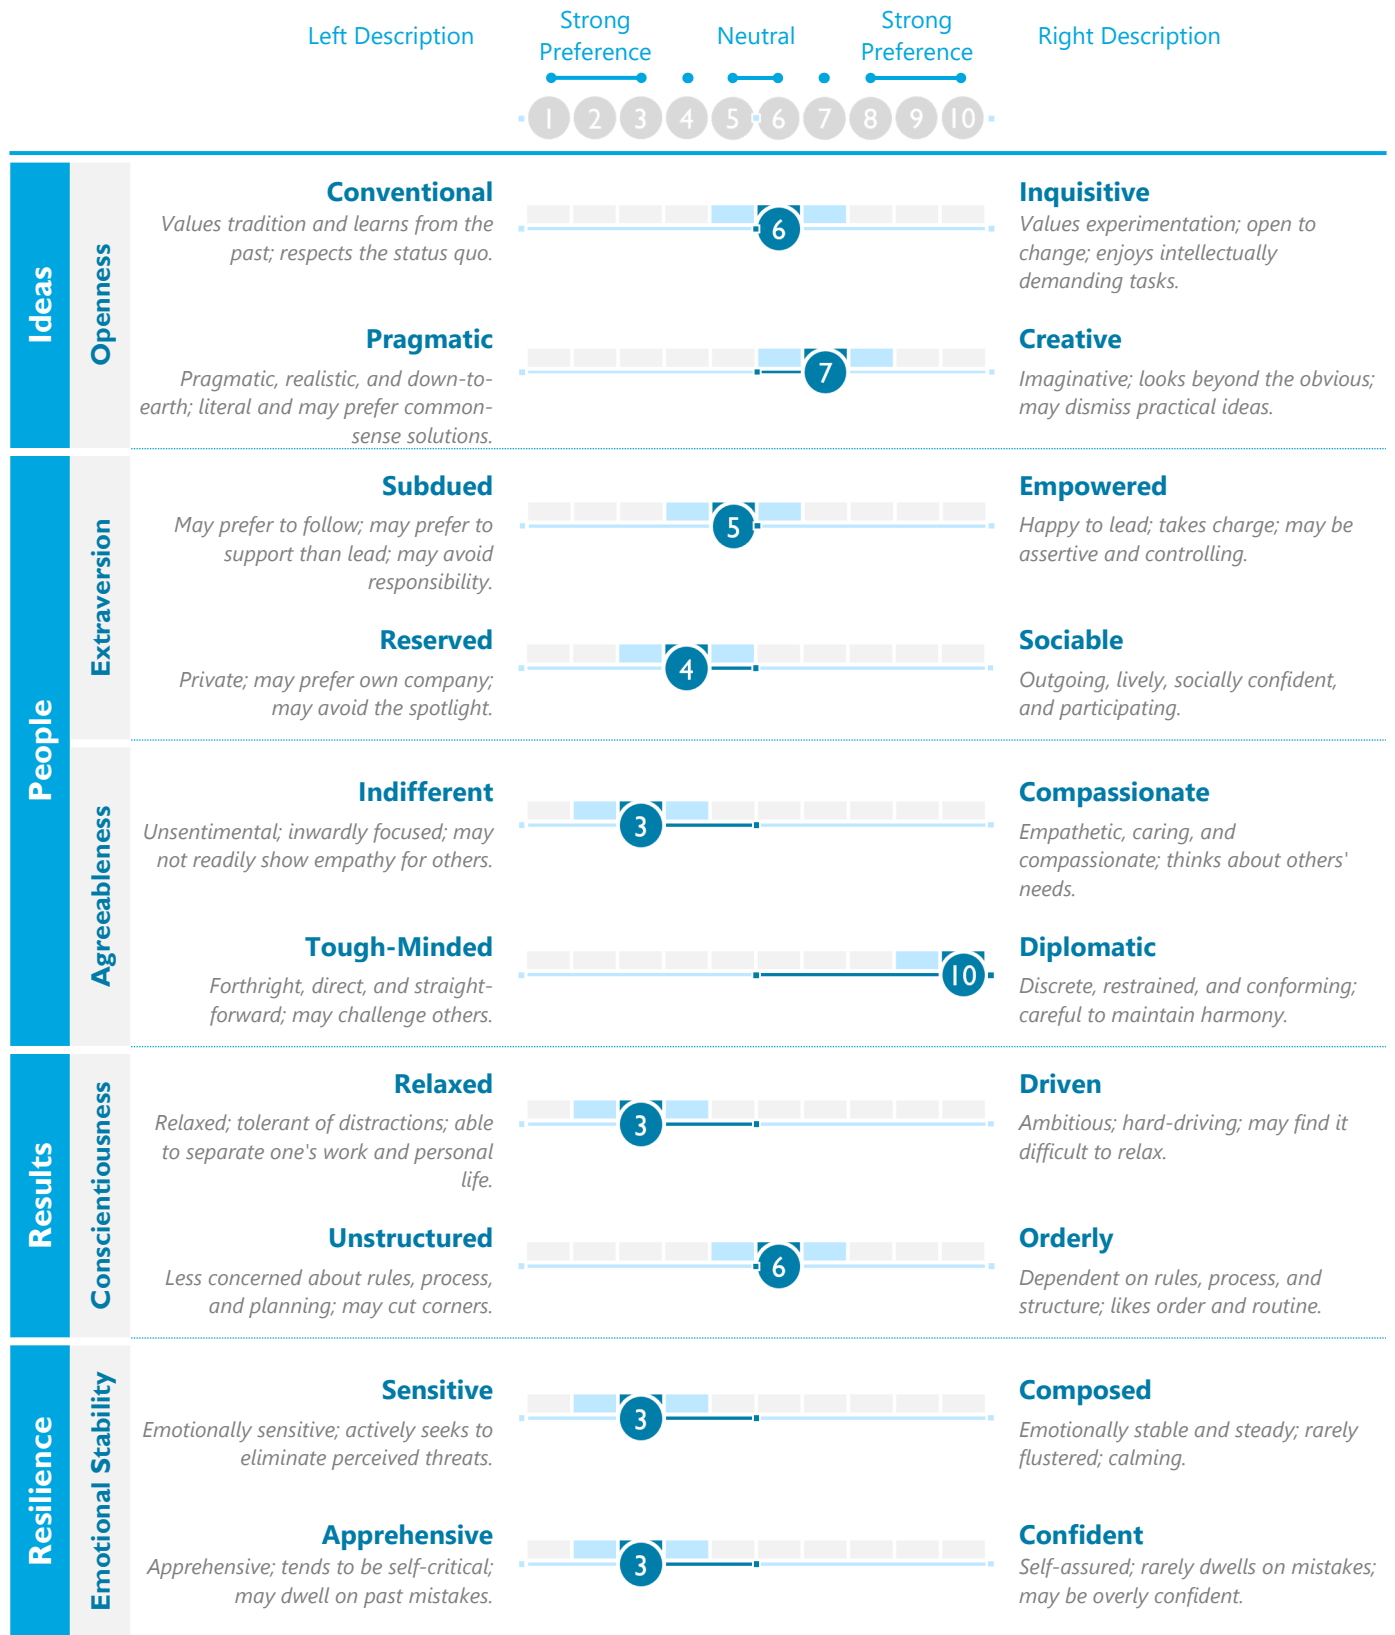 Left Description
Strong
Preference
Neutral
Strong
Preference
Right Description
1 2 3 4 5 6 7 8 9 10
Ideas
Openness
Conventional
Values tradition and learns from the
past; respects the status quo.
6
Inquisitive
Values experimentation; open to
change; enjoys intellectually
demanding tasks.
Pragmatic
Pragmatic, realistic, and down-to-
earth; literal and may prefer common-
sense solutions.
7
Creative
Imaginative; looks beyond the obvious;
may dismiss practical ideas.
People
Extraversion
Subdued
May prefer to follow; may prefer to
support than lead; may avoid
responsibility.
5
Empowered
Happy to lead; takes charge; may be
assertive and controlling.
Reserved
Private; may prefer own company;
may avoid the spotlight.
4
Sociable
Outgoing, lively, socially confident,
and participating.
Agreeableness
Indifferent
Unsentimental; inwardly focused; may
not readily show empathy for others.
3
Compassionate
Empathetic, caring, and
compassionate; thinks about others'
needs.
Tough-Minded
Forthright, direct, and straight-
forward; may challenge others.
10
Diplomatic
Discrete, restrained, and conforming;
careful to maintain harmony.
Results
Conscientiousness
Relaxed
Relaxed; tolerant of distractions; able
to separate one's work and personal
life.
3
Driven
Ambitious; hard-driving; may find it
difficult to relax.
Unstructured
Less concerned about rules, process,
and planning; may cut corners.
6
Orderly
Dependent on rules, process, and
structure; likes order and routine.
Resilience
Emotional Stability
Sensitive
Emotionally sensitive; actively seeks to
eliminate perceived threats.
3
Composed
Emotionally stable and steady; rarely
flustered; calming.
Apprehensive
Apprehensive; tends to be self-critical;
may dwell on past mistakes.
3
Confident
Self-assured; rarely dwells on mistakes;
may be overly confident.